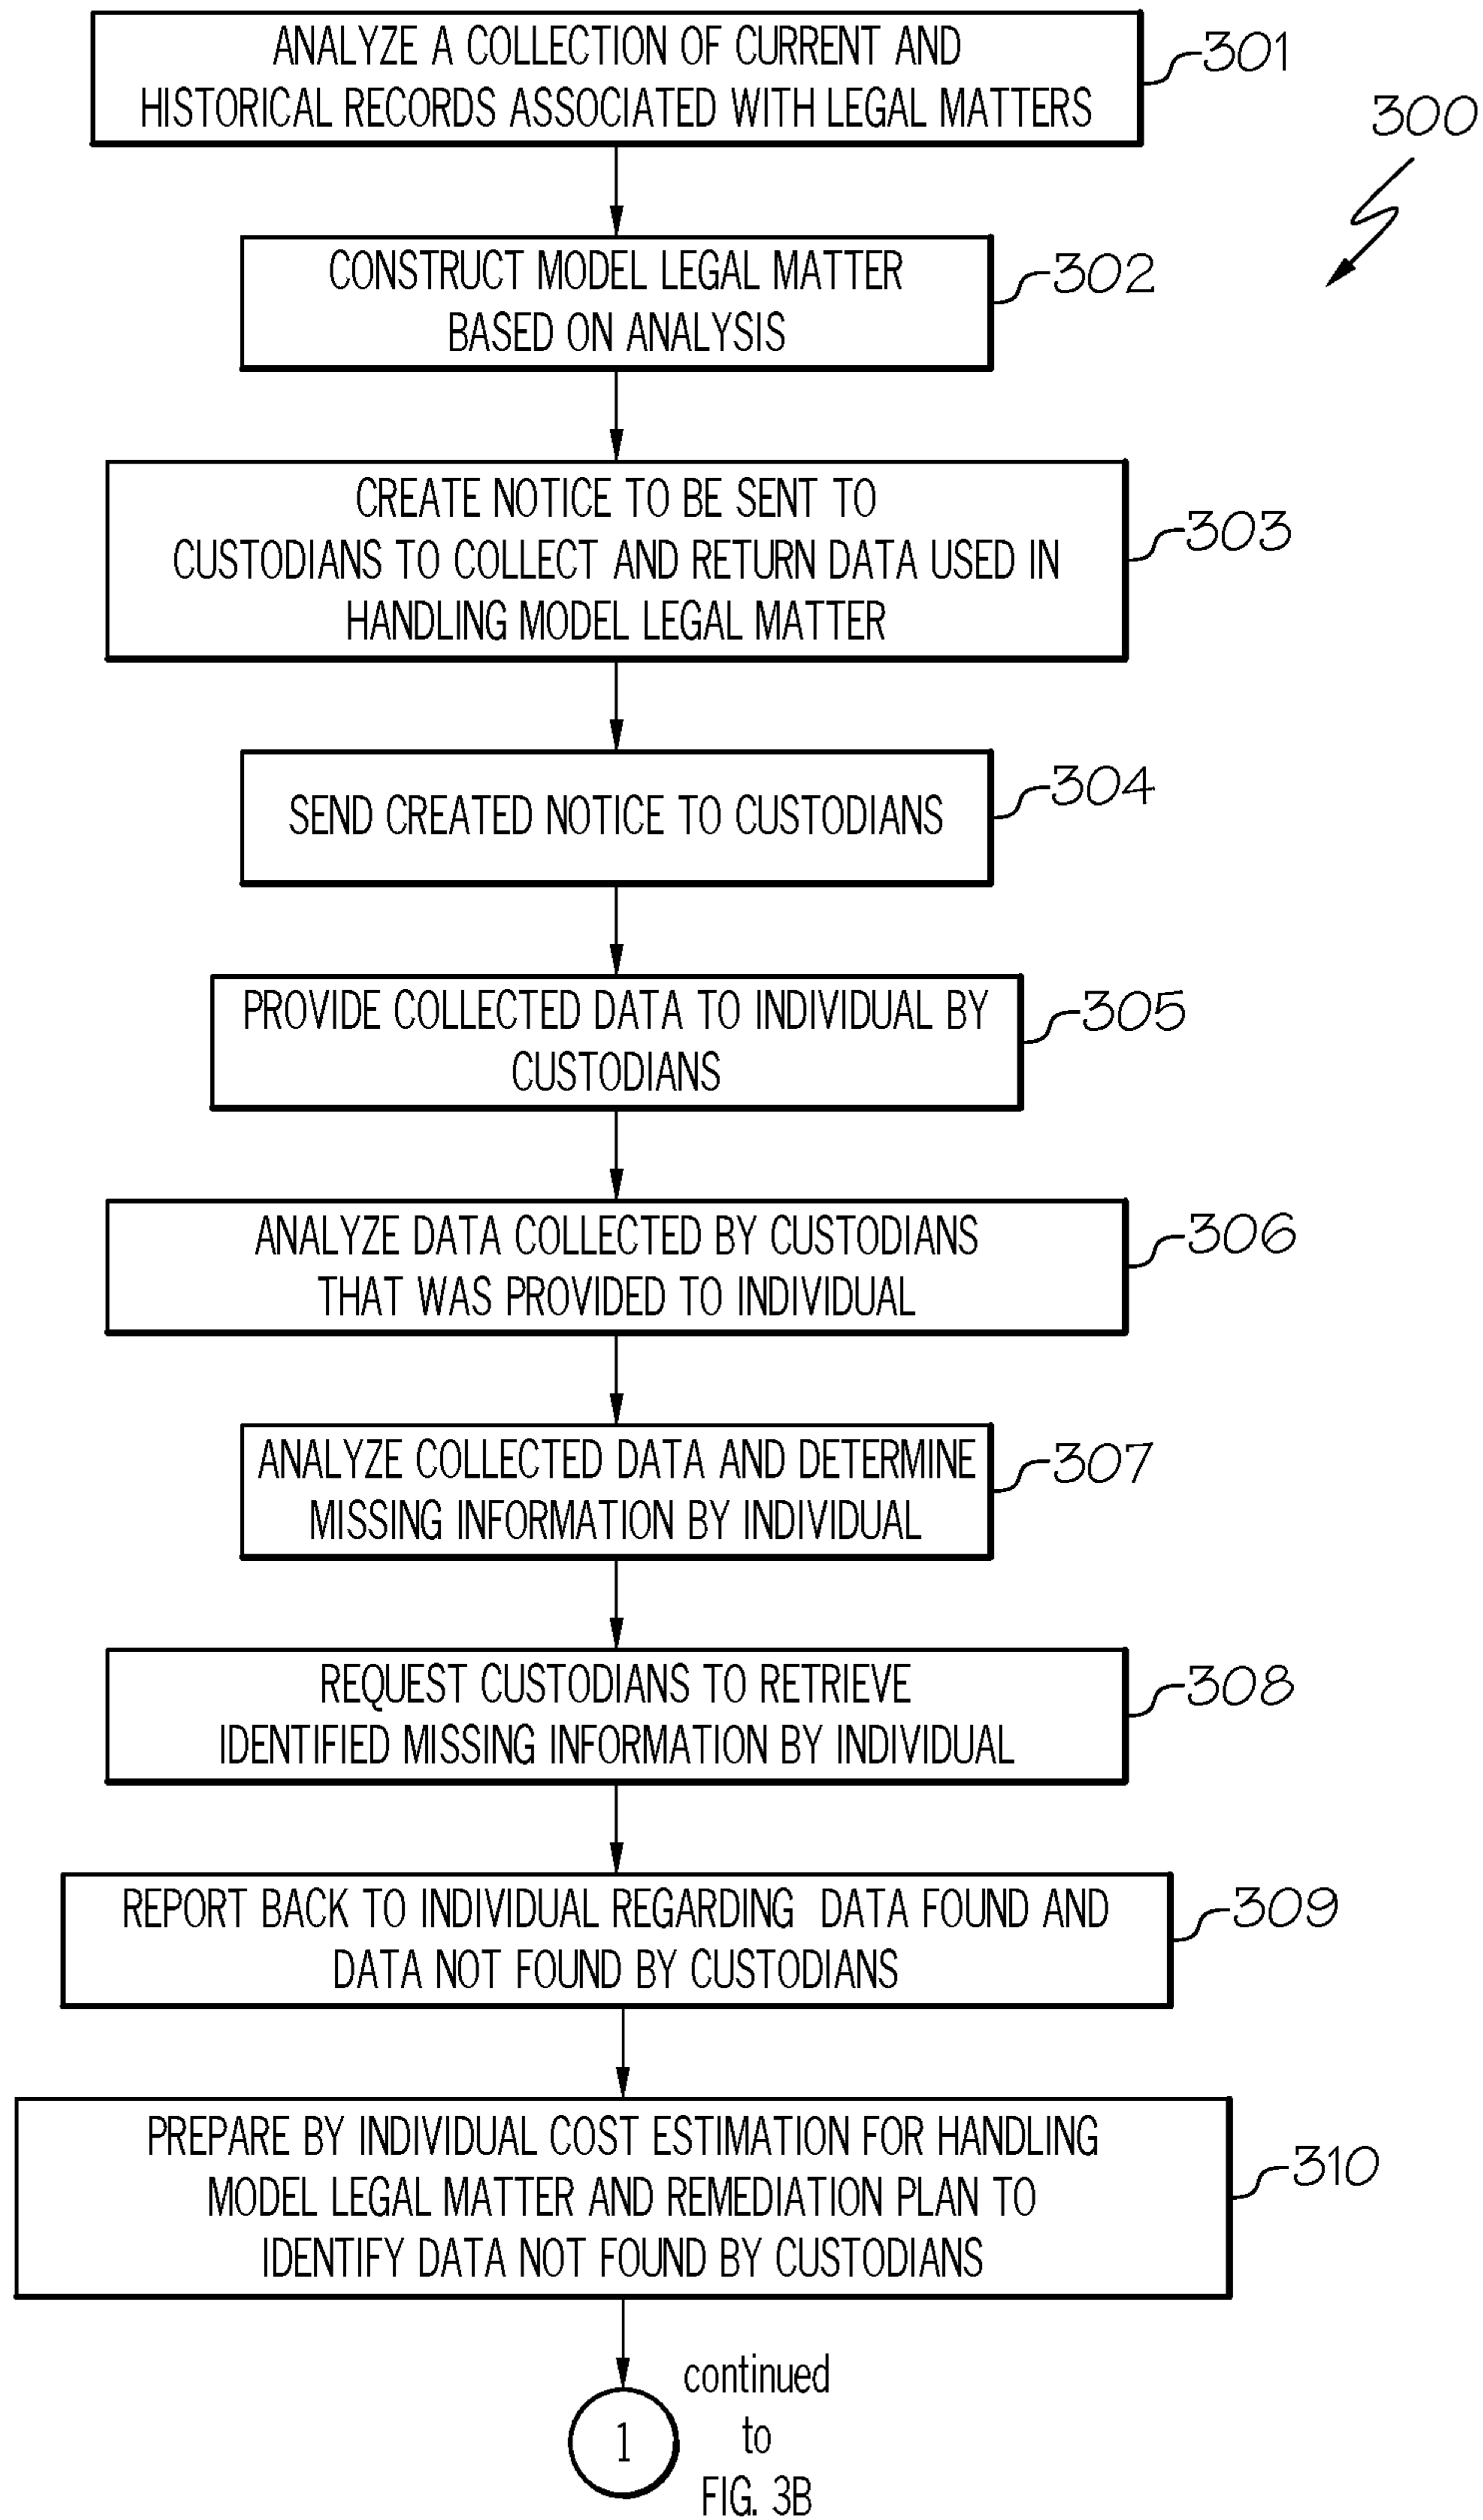 ANALYZE A COLLECTION OF CURRENT AND
HISTORICAL RECORDS ASSOCIATED WITH LEGAL MATTERS
301
300
CONSTRUCT MODEL LEGAL MATTER
BASED ON ANALYSIS
302
CREATE NOTICE TO BE SENT TO
CUSTODIANS TO COLLECT AND RETURN DATA USED IN
HANDLING MODEL LEGAL MATTER
303
SEND CREATED NOTICE TO CUSTODIANS
304
PROVIDE COLLECTED DATA TO INDIVIDUAL BY
CUSTODIANS
305
ANALYZE DATA COLLECTED BY CUSTODIANS
THAT WAS PROVIDED TO INDIVIDUAL
306
ANALYZE COLLECTED DATA AND DETERMINE
MISSING INFORMATION BY INDIVIDUAL
307
REQUEST CUSTODIANS TO RETRIEVE
IDENTIFIED MISSING INFORMATION BY INDIVIDUAL
308
REPORT BACK TO INDIVIDUAL REGARDING DATA FOUND AND
DATA NOT FOUND BY CUSTODIANS
309
PREPARE BY INDIVIDUAL COST ESTIMATION FOR HANDLING
MODEL LEGAL MATTER AND REMEDIATION PLAN TO
IDENTIFY DATA NOT FOUND BY CUSTODIANS
310
1
continued
to
FIG. 3B